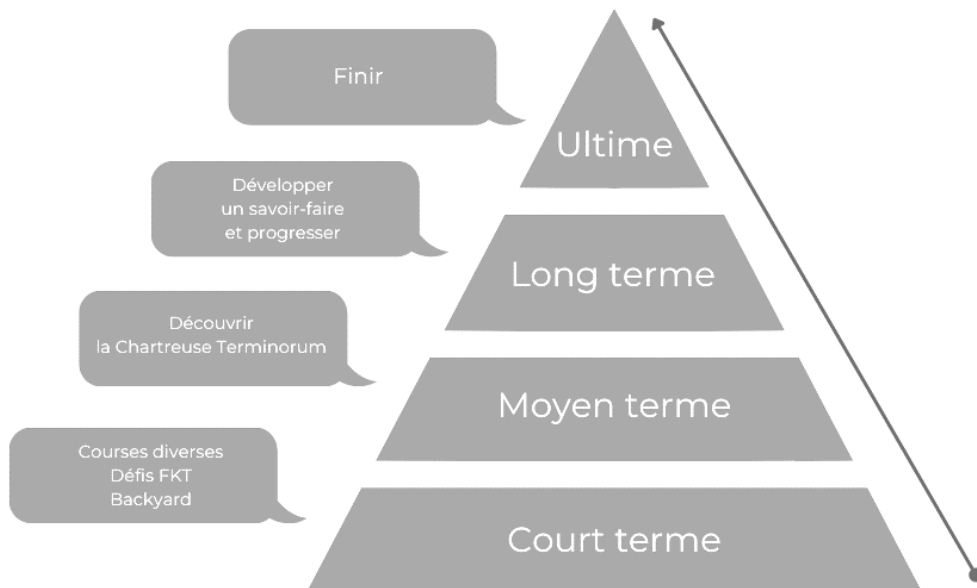 Finir
Ultime
Développer
un savoir-faire
et progresser
Long terme
Découvrir
la Chartreuse Terminorum
Moyen terme
Courses diverses
Défis FKT
Backyard
Court terme